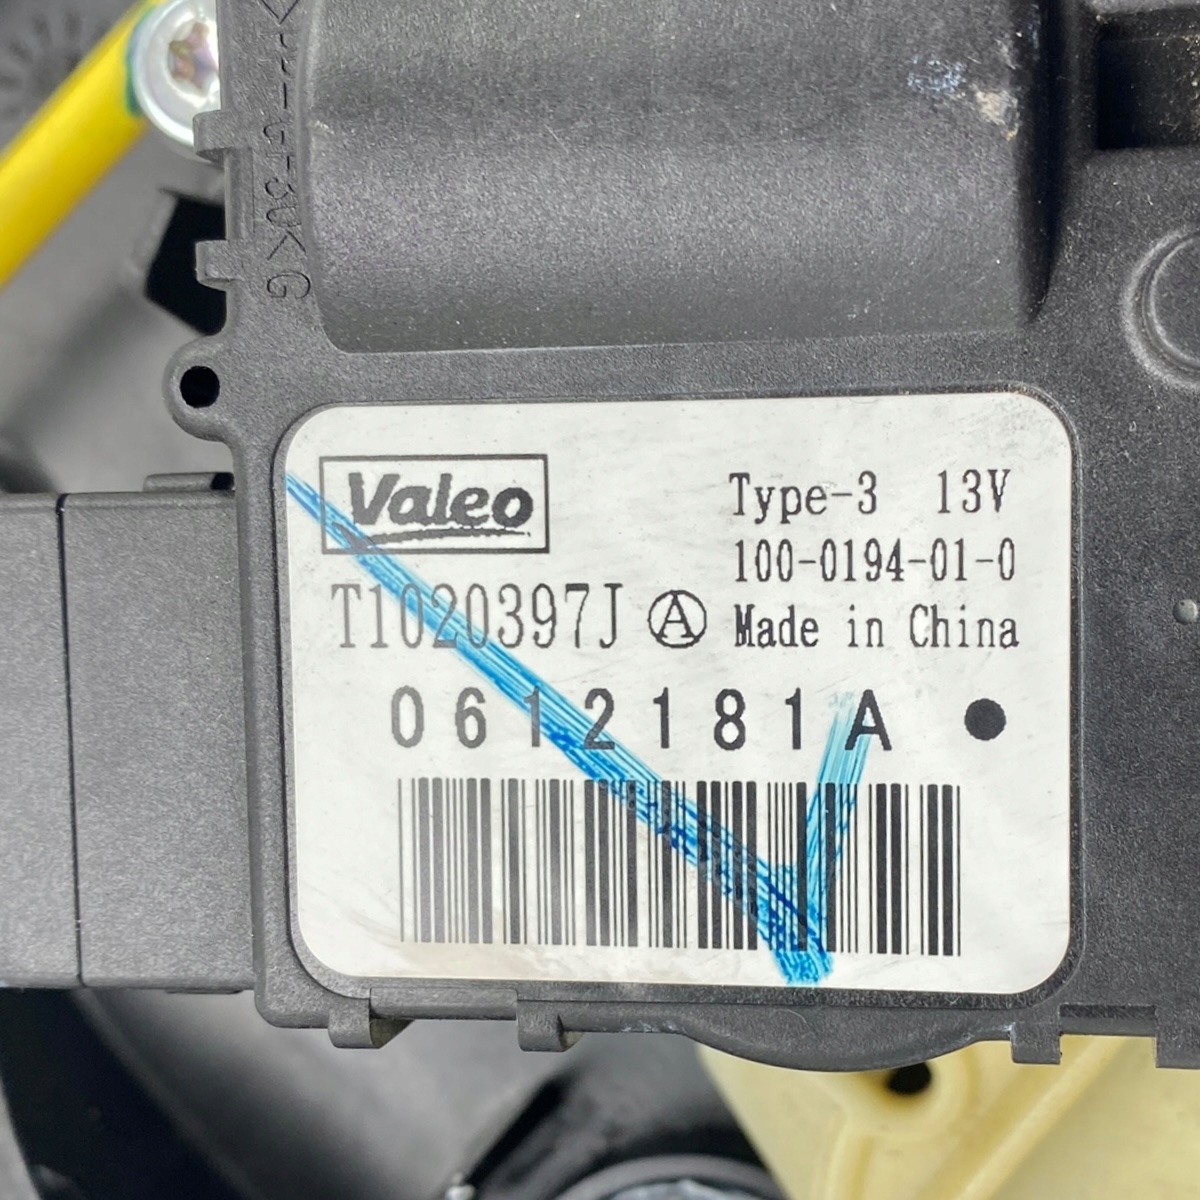 Valeo
T1020397J Ⓐ
Type-3 13V
100-0194-01-0
Made in China
0612181A